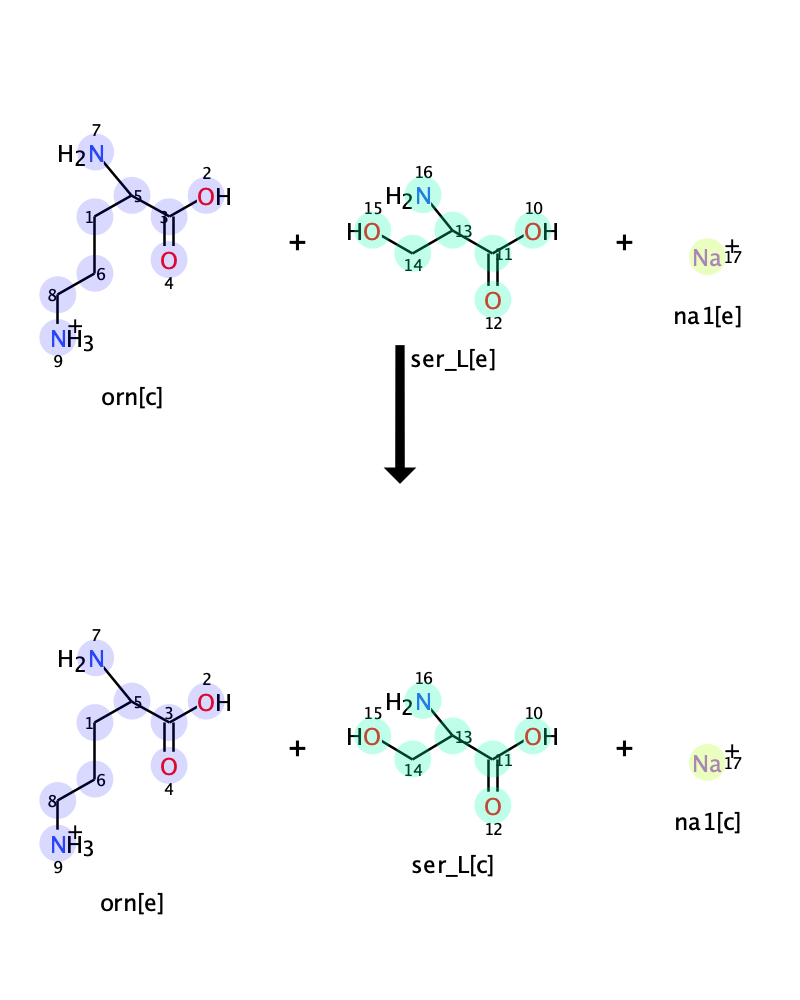 7
H2N
16
2
H2N
5
OH
15
10
1
3
HO
13
OH
+
+
Na+
17
11
O
14
6
4
8
O
na1[e]
12
NH3+
9
ser_L[e]
orn[c]
7
H2N
16
2
H2N
5
OH
15
10
1
3
HO
13
OH
+
+
Na+
17
11
O
14
6
4
8
O
na1[c]
12
NH3+
9
ser_L[c]
orn[e]